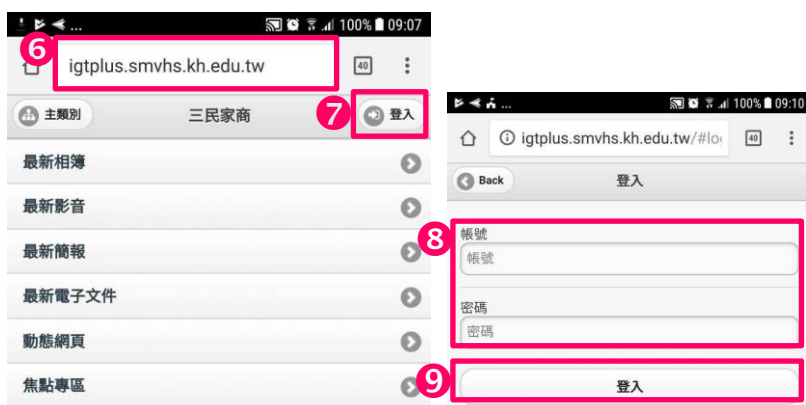 ... 100% 09:07
6
igtplus.smvhs.kh.edu.tw 40
主類別 三民家商 7 登入
最新相簿
最新影音
最新簡報
最新電子文件
動態網頁
焦點專區
... 100% 09:10
igtplus.smvhs.kh.edu.tw/#lo 40
Back 登入
8
帳號
帳號
密碼
密碼
9 登入